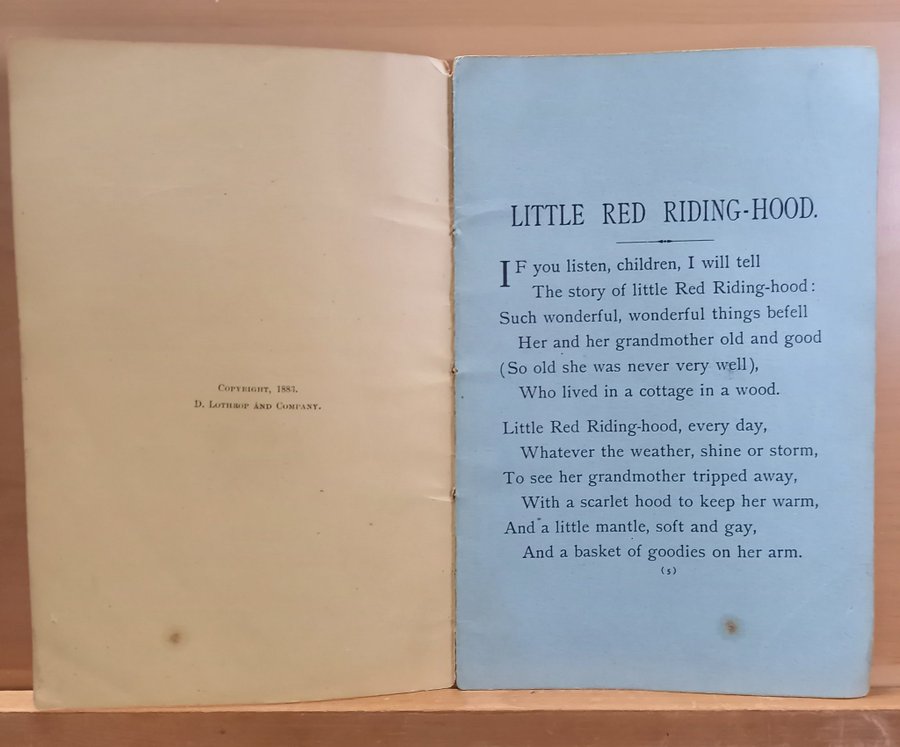 COPYRIGHT, 1883.
D. LOTHROP AND COMPANY.
LITTLE RED RIDING-HOOD.
IF you listen, children, I will tell
The story of little Red Riding-hood:
Such wonderful, wonderful things befell
Her and her grandmother old and good
(So old she was never very well),
Who lived in a cottage in a wood.
Little Red Riding-hood, every day,
Whatever the weather, shine or storm,
To see her grandmother tripped away,
With a scarlet hood to keep her warm,
And a little mantle, soft and gay,
And a basket of goodies on her arm.
(5)